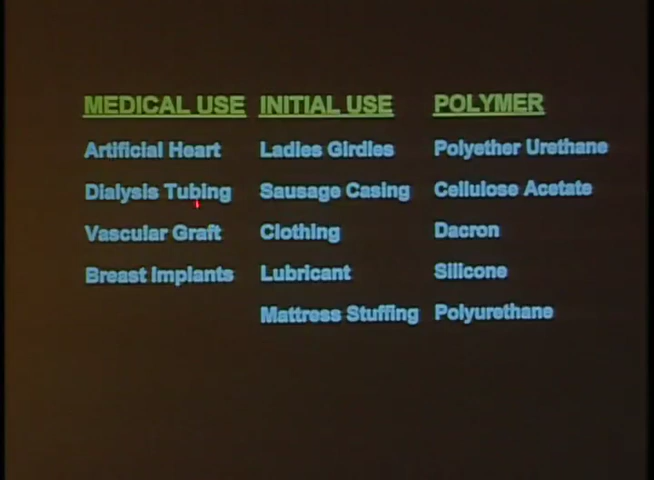 MEDICAL USE INITIAL USE POLYMER
Artificial Heart Ladies Girdles Polyether Urethane
Dialysis Tubing Sausage Casing Cellulose Acetate
Vascular Graft Clothing Dacron
Breast Implants Lubricant Silicone
Mattress Stuffing Polyurethane